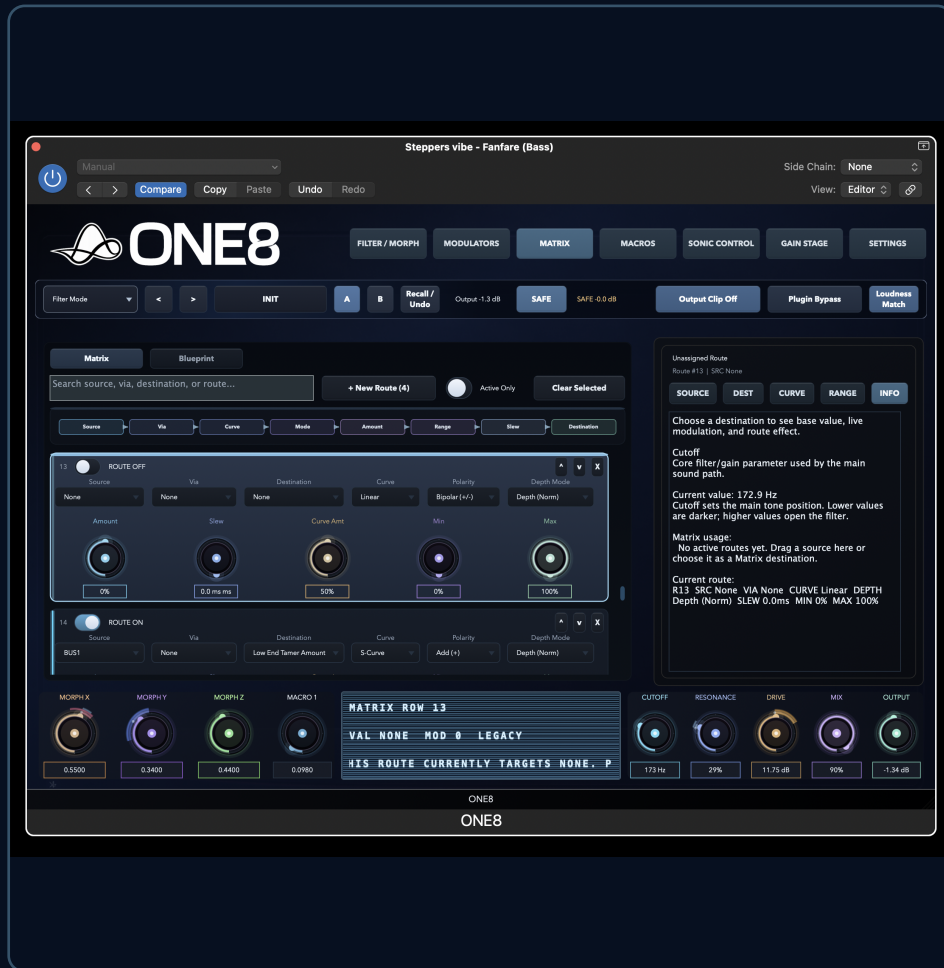 Steppers vibe - Fanfare (Bass)
Manual
Side Chain: None
< > Compare Copy Paste Undo Redo
View: Editor
ONE8
FILTER / MORPH MODULATORS MATRIX MACROS SONIC CONTROL GAIN STAGE SETTINGS
Filter Mode < > INIT A B Recall / Undo Output -1.3 dB SAFE SAFE -0.0 dB Output Clip Off Plugin Bypass Loudness Match
Matrix Blueprint
Search source, via, destination, or route...
+ New Route (4) Active Only Clear Selected
Source Via Curve Mode Amount Range Slew Destination
13 ROUTE OFF ^ v X
Source Via Destination Curve Polarity Depth Mode
None None None Linear Bipolar (+/-) Depth (Norm)
Amount Slew Curve Amt Min Max
0% 0.0 ms ms 50% 0% 100%
14 ROUTE ON ^ v X
Source Via Destination Curve Polarity Depth Mode
BUS1 None Low End Tamer Amount S-Curve Add (+) Depth (Norm)
Unassigned Route
Route #13 | SRC None
SOURCE DEST CURVE RANGE INFO
Choose a destination to see base value, live
modulation, and route effect.
Cutoff
Core filter/gain parameter used by the main
sound path.
Current value: 172.9 Hz
Cutoff sets the main tone position. Lower values
are darker; higher values open the filter.
Matrix usage:
No active routes yet. Drag a source here or
choose it as a Matrix destination.
Current route:
R13 SRC None VIA None CURVE Linear DEPTH
Depth (Norm) SLEW 0.0ms MIN 0% MAX 100%
MORPH X MORPH Y MORPH Z MACRO 1
0.5500 0.3400 0.4400 0.0980
MATRIX ROW 13
VAL NONE MOD 0 LEGACY
HIS ROUTE CURRENTLY TARGETS NONE. P
CUTOFF RESONANCE DRIVE MIX OUTPUT
173 Hz 29% 11.75 dB 90% -1.34 dB
ONE8
ONE8